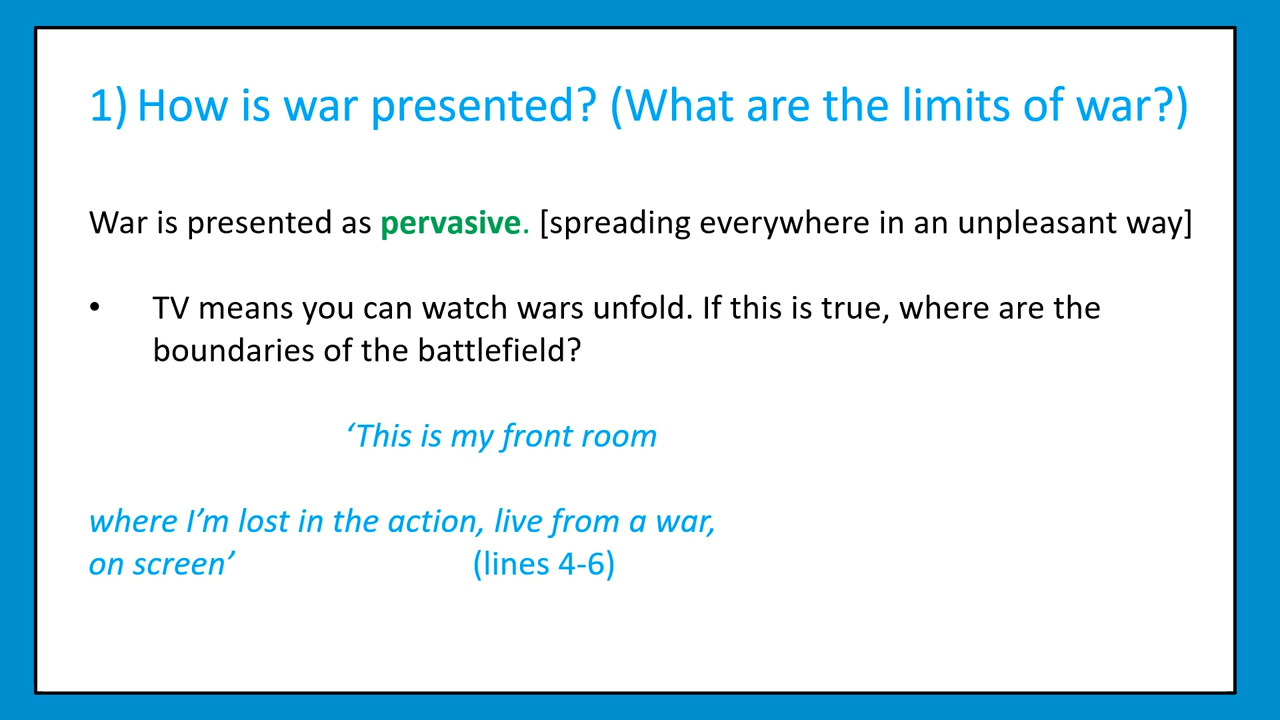 1) How is war presented? (What are the limits of war?)
War is presented as pervasive. [spreading everywhere in an unpleasant way]
• TV means you can watch wars unfold. If this is true, where are the
boundaries of the battlefield?
‘This is my front room
where I’m lost in the action, live from a war,
on screen’ (lines 4-6)